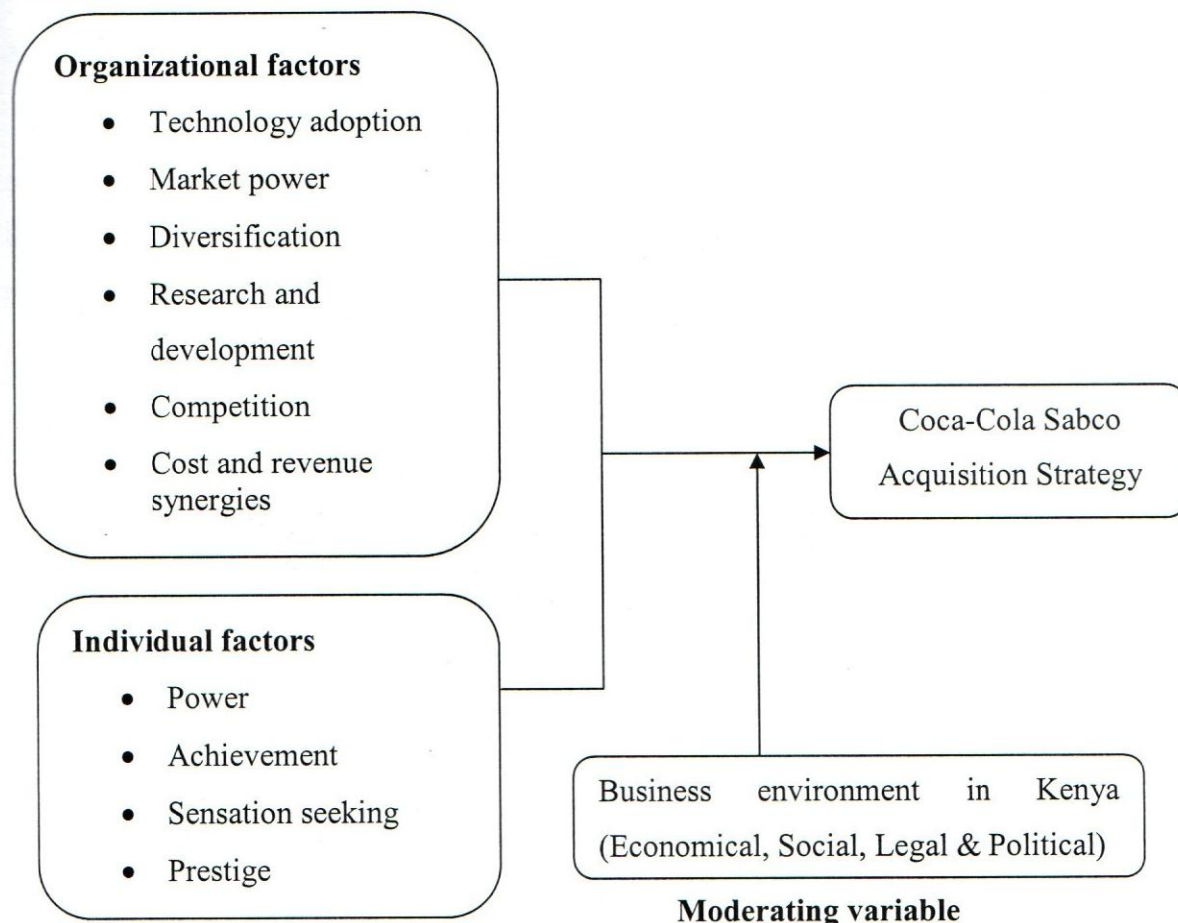 Organizational factors
• Technology adoption
• Market power
• Diversification
• Research and
development
• Competition
• Cost and revenue
synergies
Individual factors
• Power
• Achievement
• Sensation seeking
• Prestige
Coca-Cola Sabco
Acquisition Strategy
Business environment in Kenya
(Economical, Social, Legal & Political)
Moderating variable